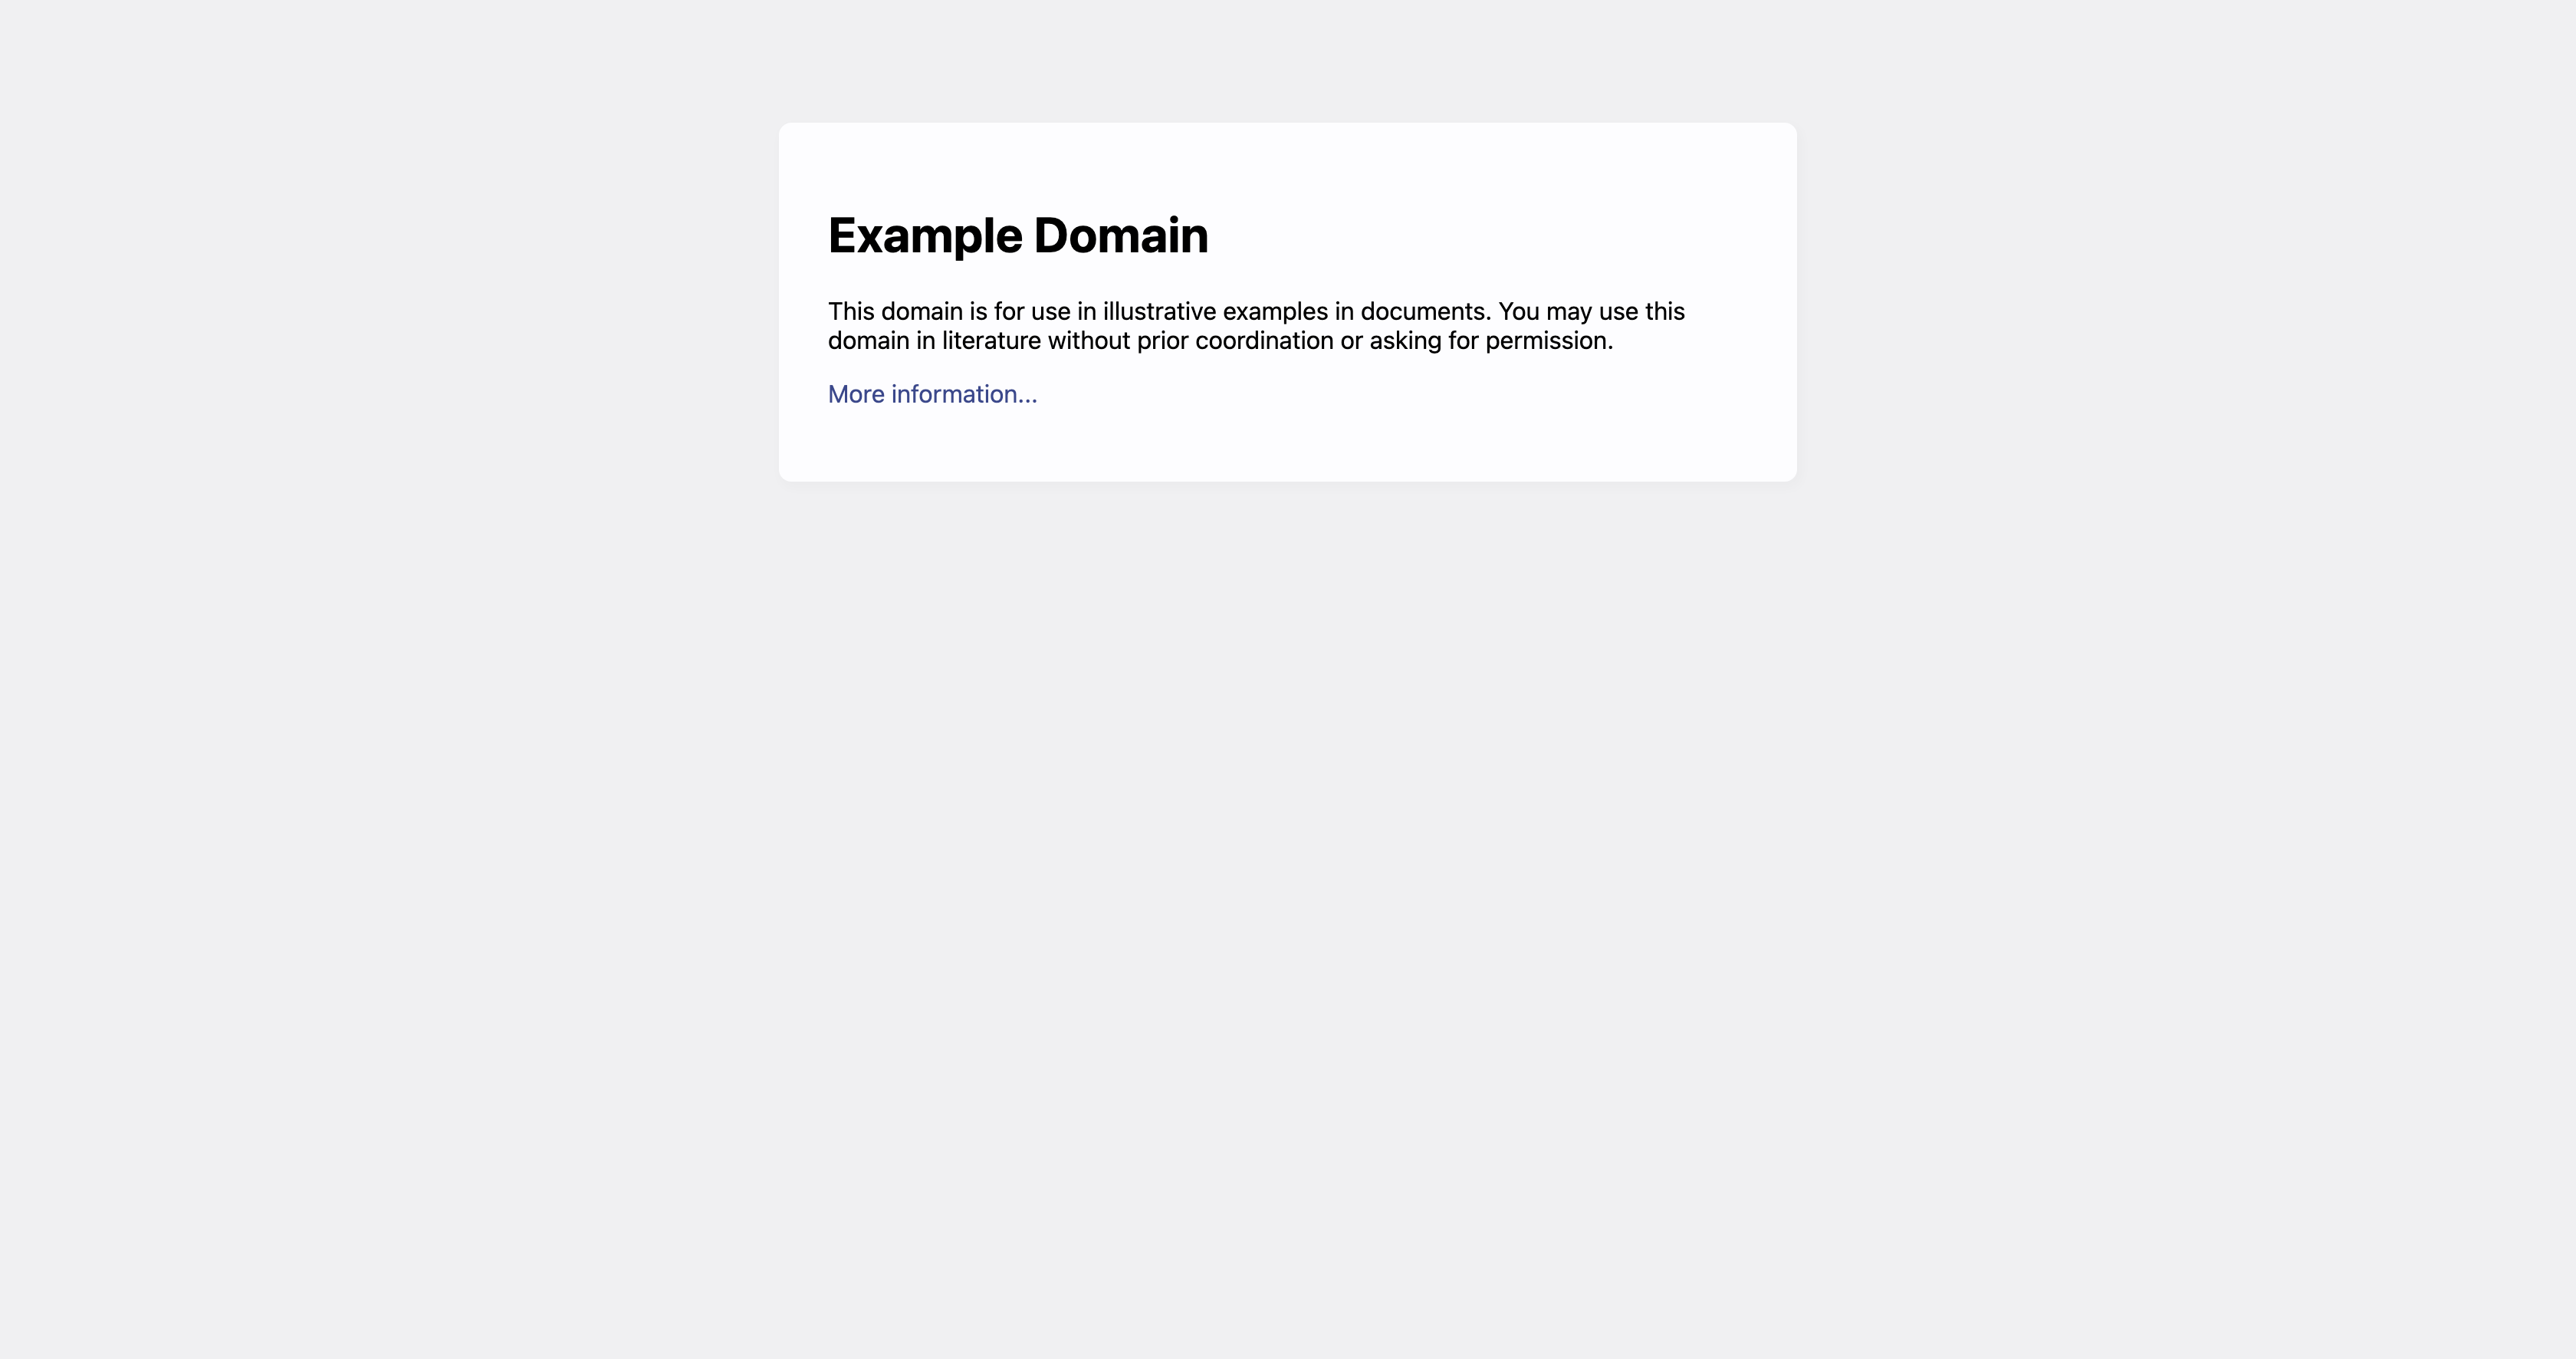 Example Domain
This domain is for use in illustrative examples in documents. You may use this
domain in literature without prior coordination or asking for permission.
More information...